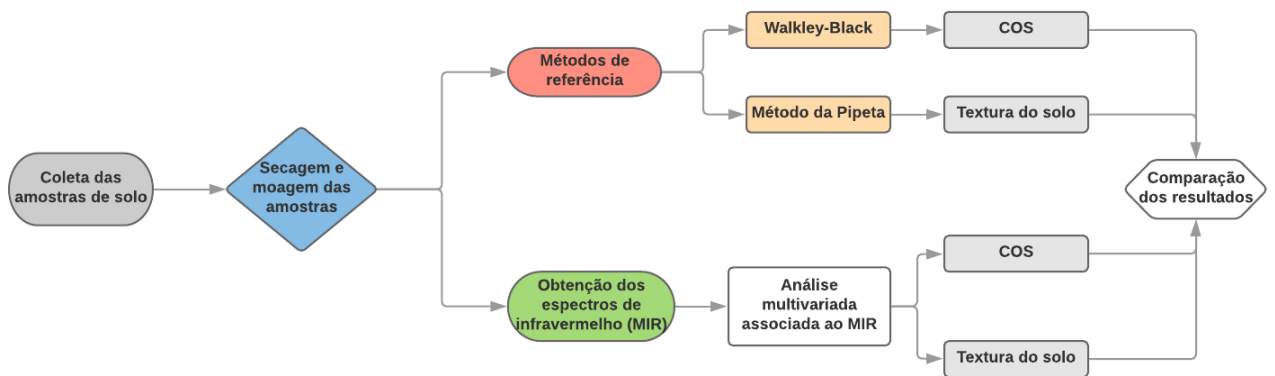 Coleta das
amostras de solo
Secagem e
moagem das
amostras
Métodos de
referência
Walkley-Black
COS
Método da Pipeta
Textura do solo
Obtenção dos
espectros de
infravermelho (MIR)
Análise
multivariada
associada ao MIR
COS
Textura do solo
Comparação
dos resultados